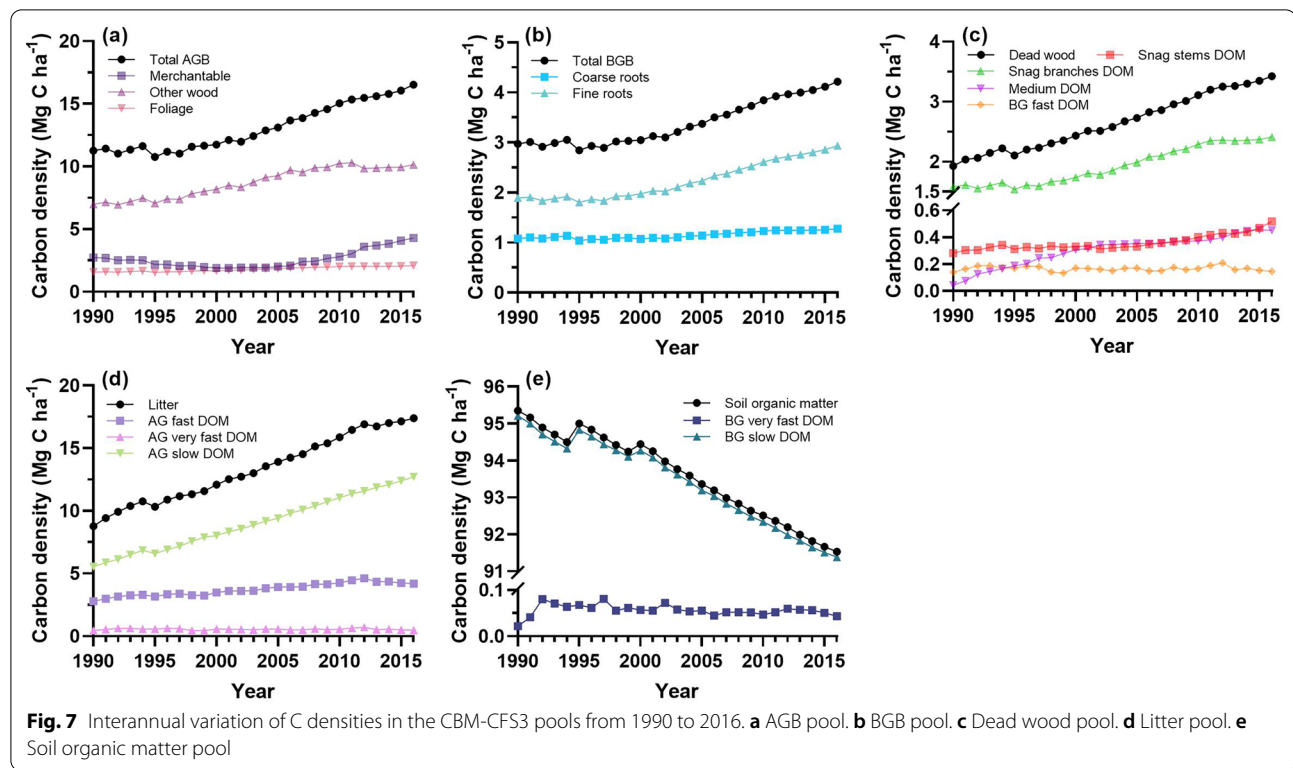 (a)
Total AGB
Merchantable
Other wood
Foliage
Carbon density (Mg C ha-1)
20
15
10
5
0
1990 1995 2000 2005 2010 2015
Year
(b)
Total BGB
Coarse roots
Fine roots
Carbon density (Mg C ha-1)
5
4
3
2
1
0
1990 1995 2000 2005 2010 2015
Year
(c)
Dead wood
Snag stems DOM
Snag branches DOM
Medium DOM
BG fast DOM
Carbon density (Mg C ha-1)
4
3
2
1.5
0.6
0.4
0.2
0.0
1990 1995 2000 2005 2010 2015
Year
(d)
Litter
AG fast DOM
AG very fast DOM
AG slow DOM
Carbon density (Mg C ha-1)
20
15
10
5
0
1990 1995 2000 2005 2010 2015
Year
(e)
Soil organic matter
BG very fast DOM
BG slow DOM
Carbon density (Mg C ha-1)
96
95
94
93
92
91
0.1
0.0
1990 1995 2000 2005 2010 2015
Year
Fig. 7 Interannual variation of C densities in the CBM-CFS3 pools from 1990 to 2016. a AGB pool. b BGB pool. c Dead wood pool. d Litter pool. e
Soil organic matter pool